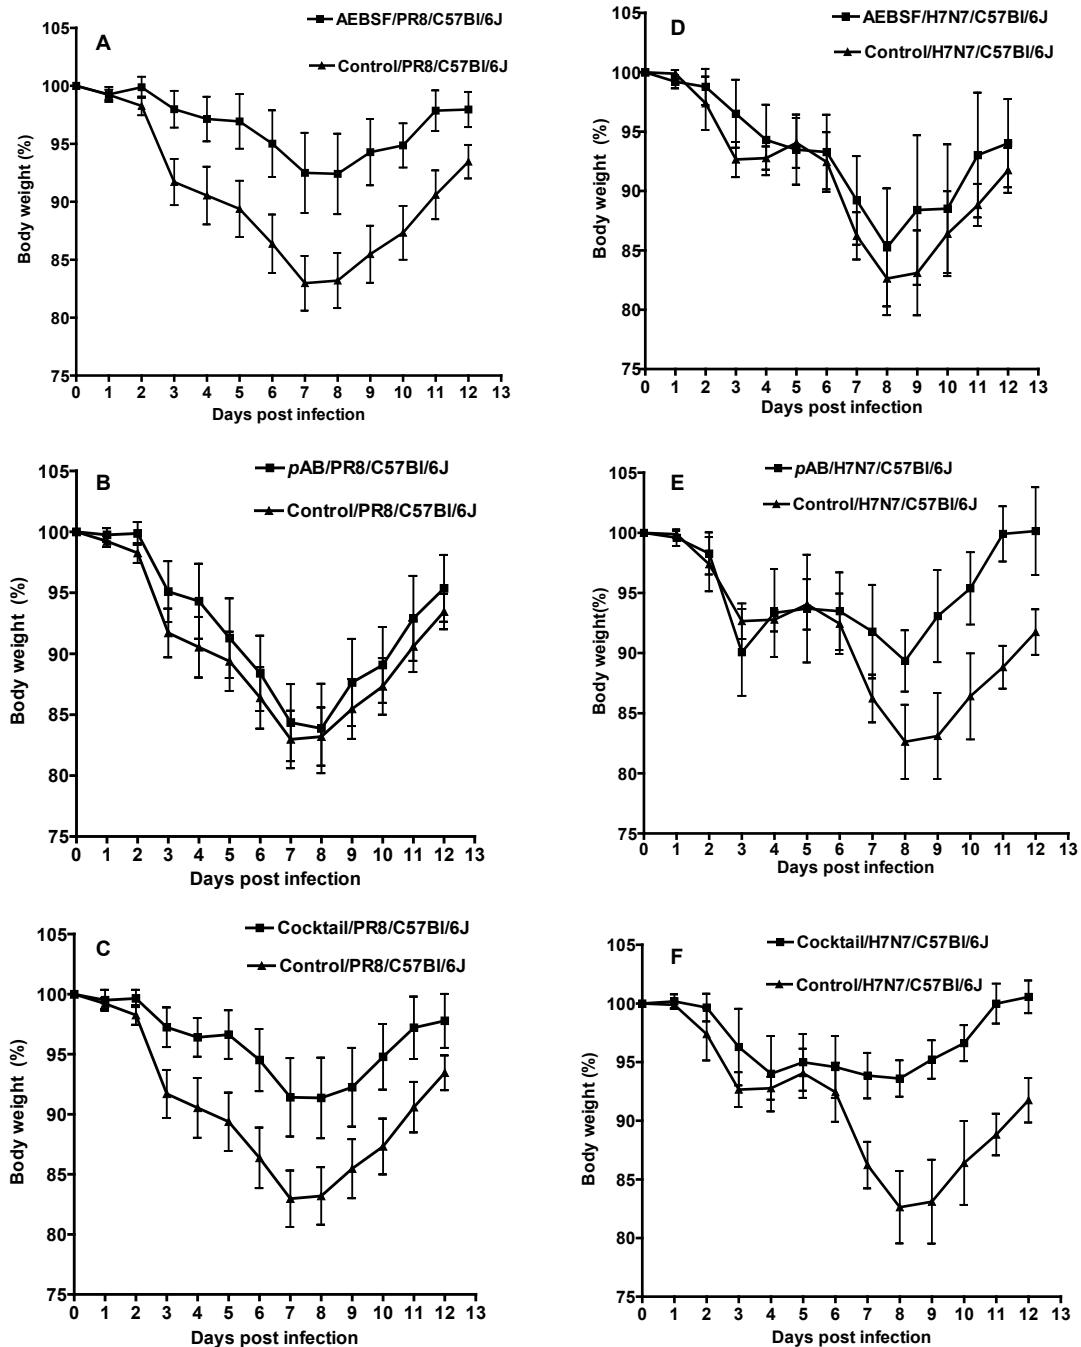 A
AEBSF/PR8/C57Bl/6J
Control/PR8/C57Bl/6J
Body weight (%)
105
100
95
90
85
80
75
0 1 2 3 4 5 6 7 8 9 10 11 12 13
Days post infection
D
AEBSF/H7N7/C57Bl/6J
Control/H7N7/C57Bl/6J
Body weight (%)
105
100
95
90
85
80
75
0 1 2 3 4 5 6 7 8 9 10 11 12 13
Days post infection
B
pAB/PR8/C57Bl/6J
Control/PR8/C57Bl/6J
Body weight (%)
105
100
95
90
85
80
75
0 1 2 3 4 5 6 7 8 9 10 11 12 13
Days post infection
E
pAB/H7N7/C57Bl/6J
Control/H7N7/C57Bl/6J
Body weight(%)
105
100
95
90
85
80
75
0 1 2 3 4 5 6 7 8 9 10 11 12 13
Days post infection
C
Cocktail/PR8/C57Bl/6J
Control/PR8/C57Bl/6J
Body weight (%)
105
100
95
90
85
80
75
0 1 2 3 4 5 6 7 8 9 10 11 12 13
Days post infection
F
Cocktail/H7N7/C57Bl/6J
Control/H7N7/C57Bl/6J
Body weight (%)
105
100
95
90
85
80
75
0 1 2 3 4 5 6 7 8 9 10 11 12 13
Days post infection